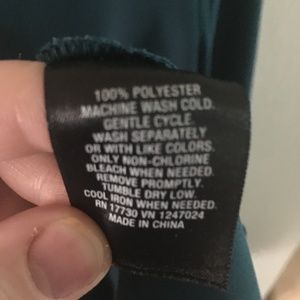 100% POLYESTER
MACHINE WASH COLD.
GENTLE CYCLE.
WASH SEPARATELY
OR WITH LIKE COLORS.
ONLY NON-CHLORINE
BLEACH WHEN NEEDED.
REMOVE PROMPTLY.
TUMBLE DRY LOW.
COOL IRON WHEN NEEDED.
RN 17730 VN 1247024
MADE IN CHINA